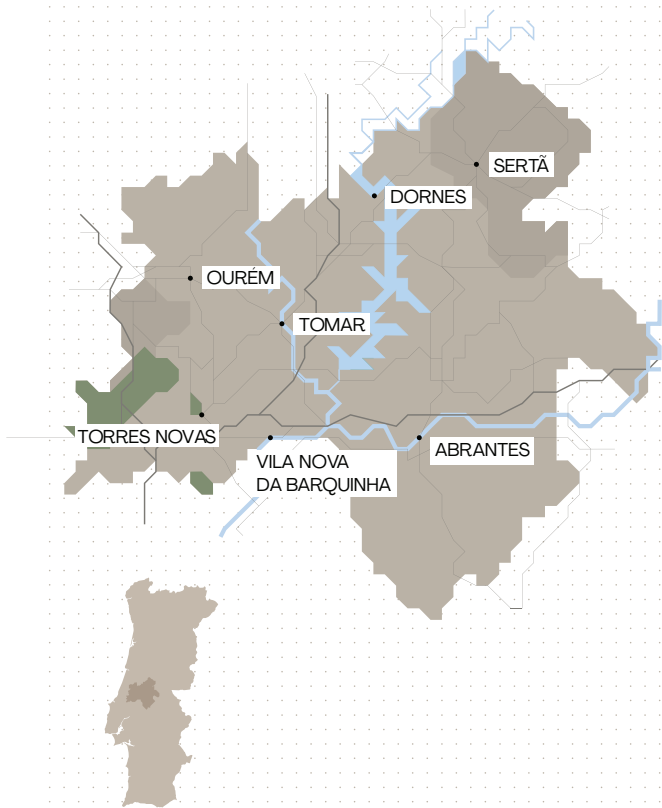 SERTÃ
DORNES
OURÉM
TOMAR
TORRES NOVAS
ABRANTES
VILA NOVA
DA BARQUINHA